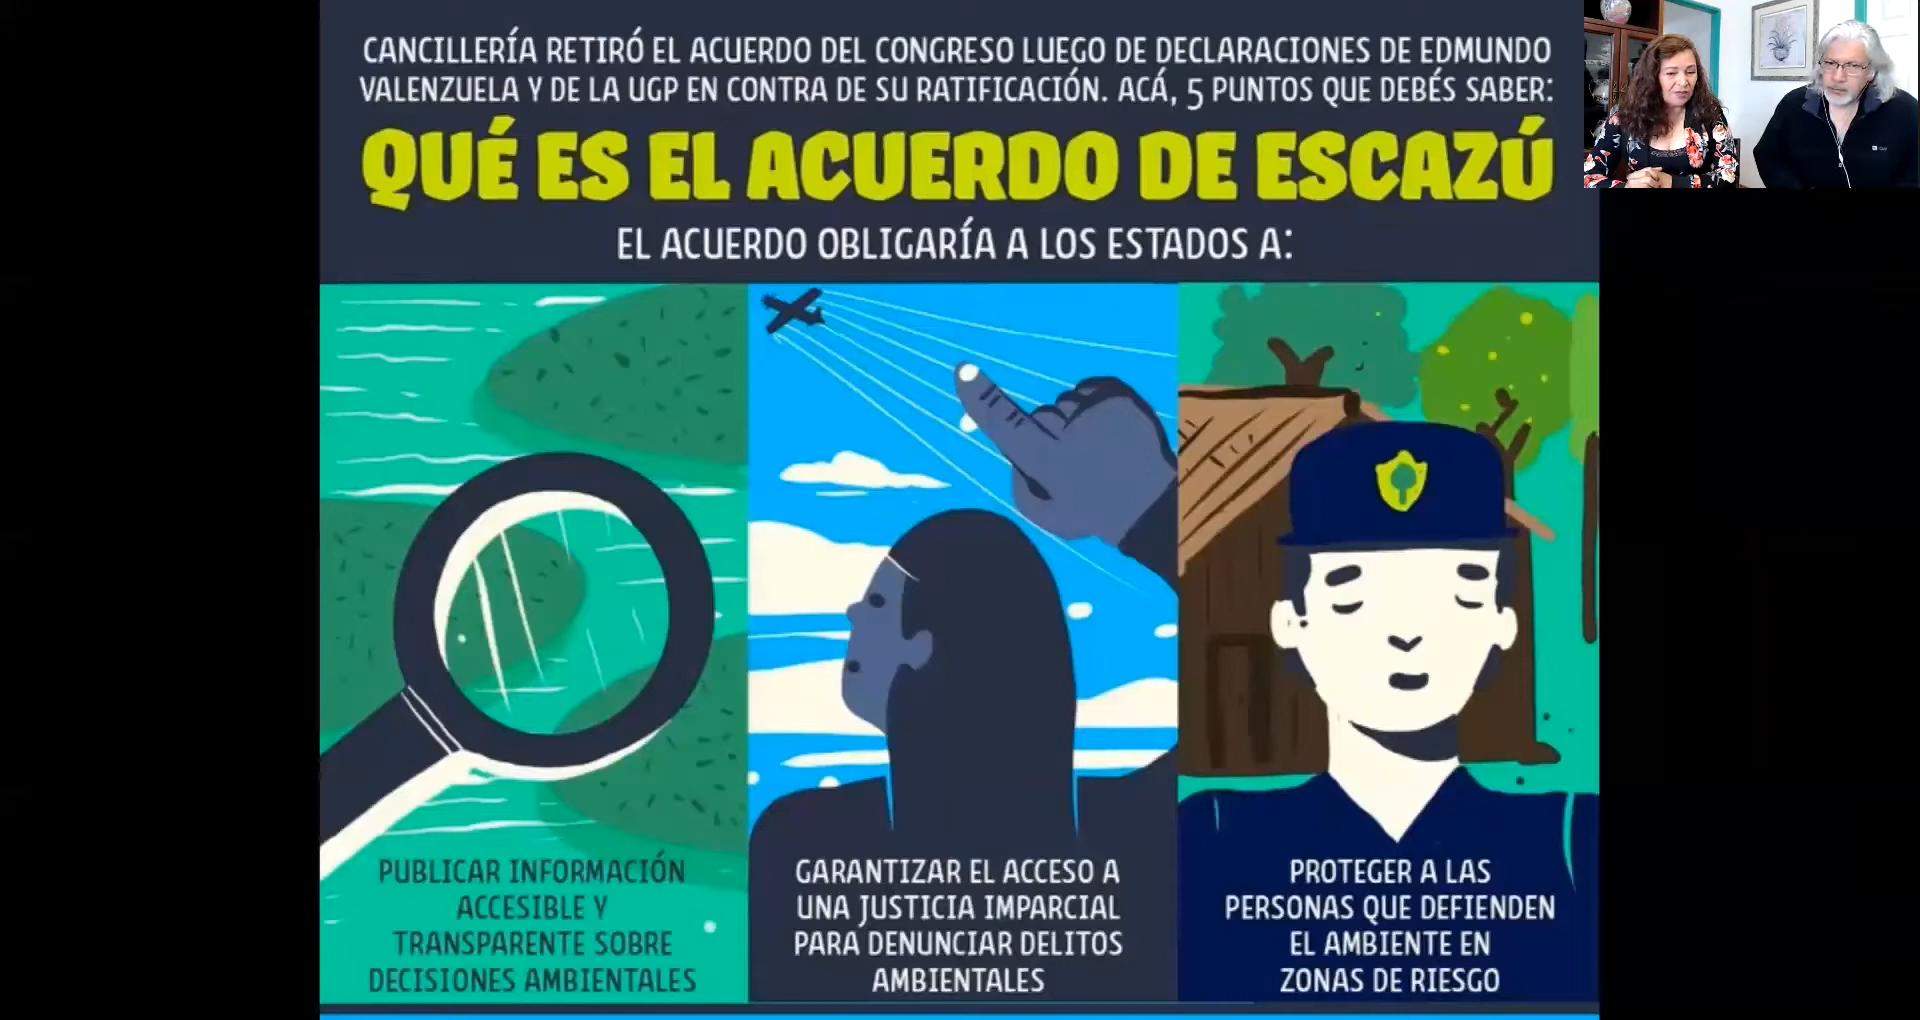 CANCILLERÍA RETIRÓ EL ACUERDO DEL CONGRESO LUEGO DE DECLARACIONES DE EDMUNDO
VALENZUELA Y DE LA UGP EN CONTRA DE SU RATIFICACIÓN. ACÁ, 5 PUNTOS QUE DEBÉS SABER:
QUÉ ES EL ACUERDO DE ESCAZÚ
EL ACUERDO OBLIGARÍA A LOS ESTADOS A:
PUBLICAR INFORMACIÓN
ACCESIBLE Y
TRANSPARENTE SOBRE
DECISIONES AMBIENTALES
GARANTIZAR EL ACCESO A
UNA JUSTICIA IMPARCIAL
PARA DENUNCIAR DELITOS
AMBIENTALES
PROTEGER A LAS
PERSONAS QUE DEFIENDEN
EL AMBIENTE EN
ZONAS DE RIESGO